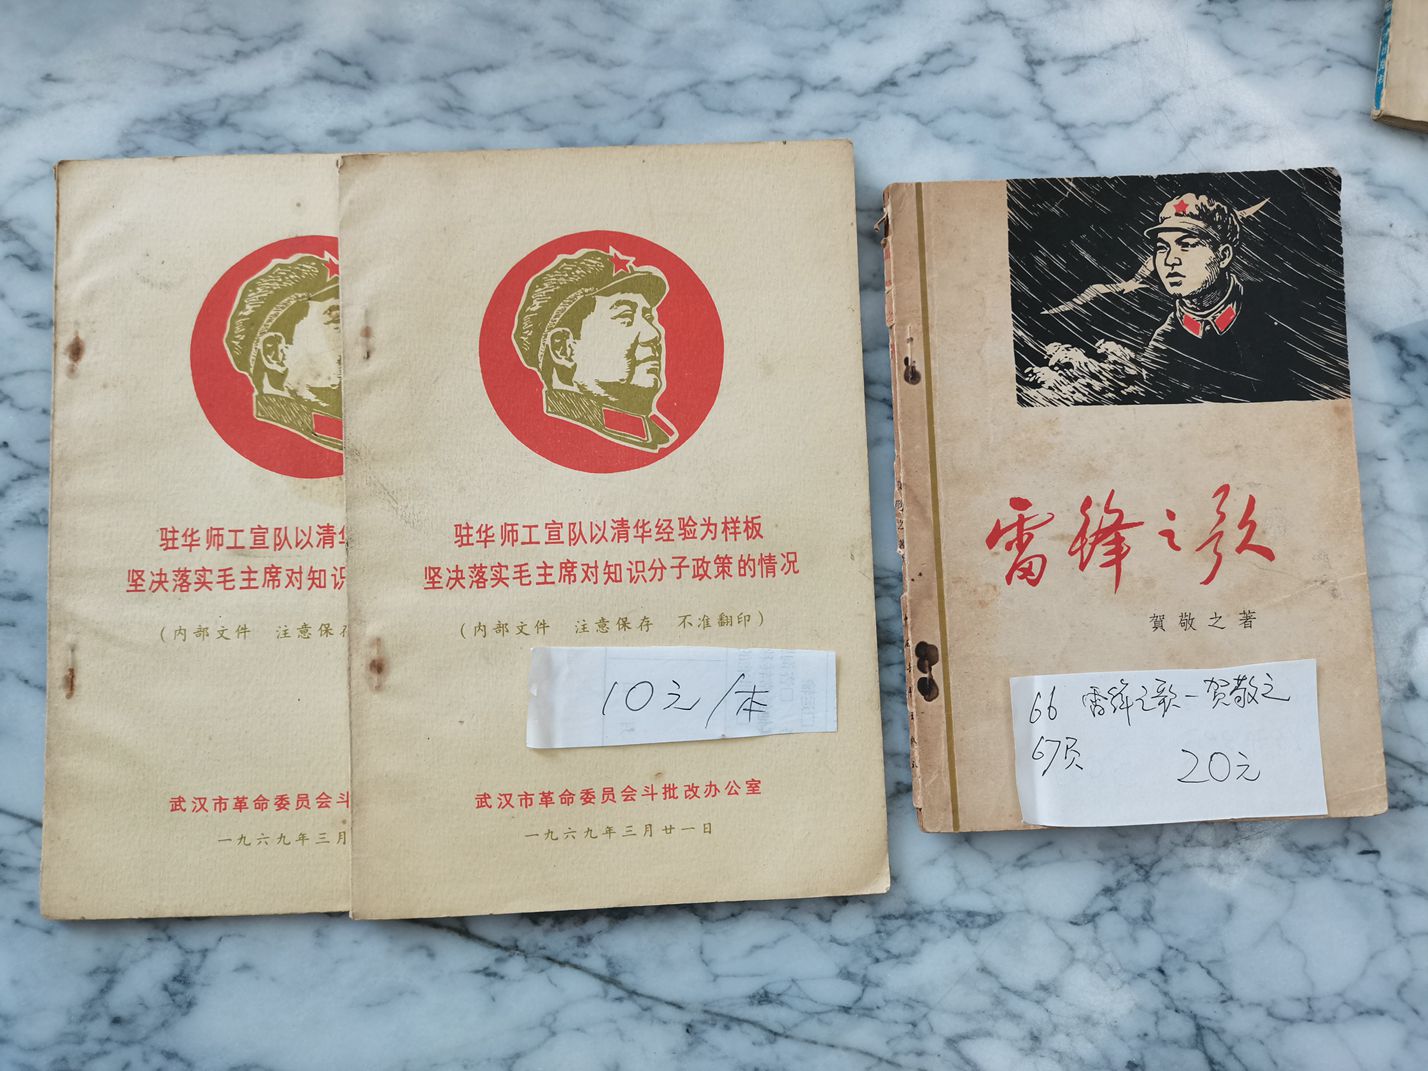 驻华师工宣队以清华
坚决落实毛主席对知识
（内部文件　注意保存
武汉市革命委员会斗
一九六九年三月
驻华师工宣队以清华经验为样板
坚决落实毛主席对知识分子政策的情况
（内部文件　注意保存　不准翻印）
10元/本
武汉市革命委员会斗批改办公室
一九六九年三月廿一日
雷锋之歌
賀敬之著
66 雷锋之歌-贺敬之
67页 20元